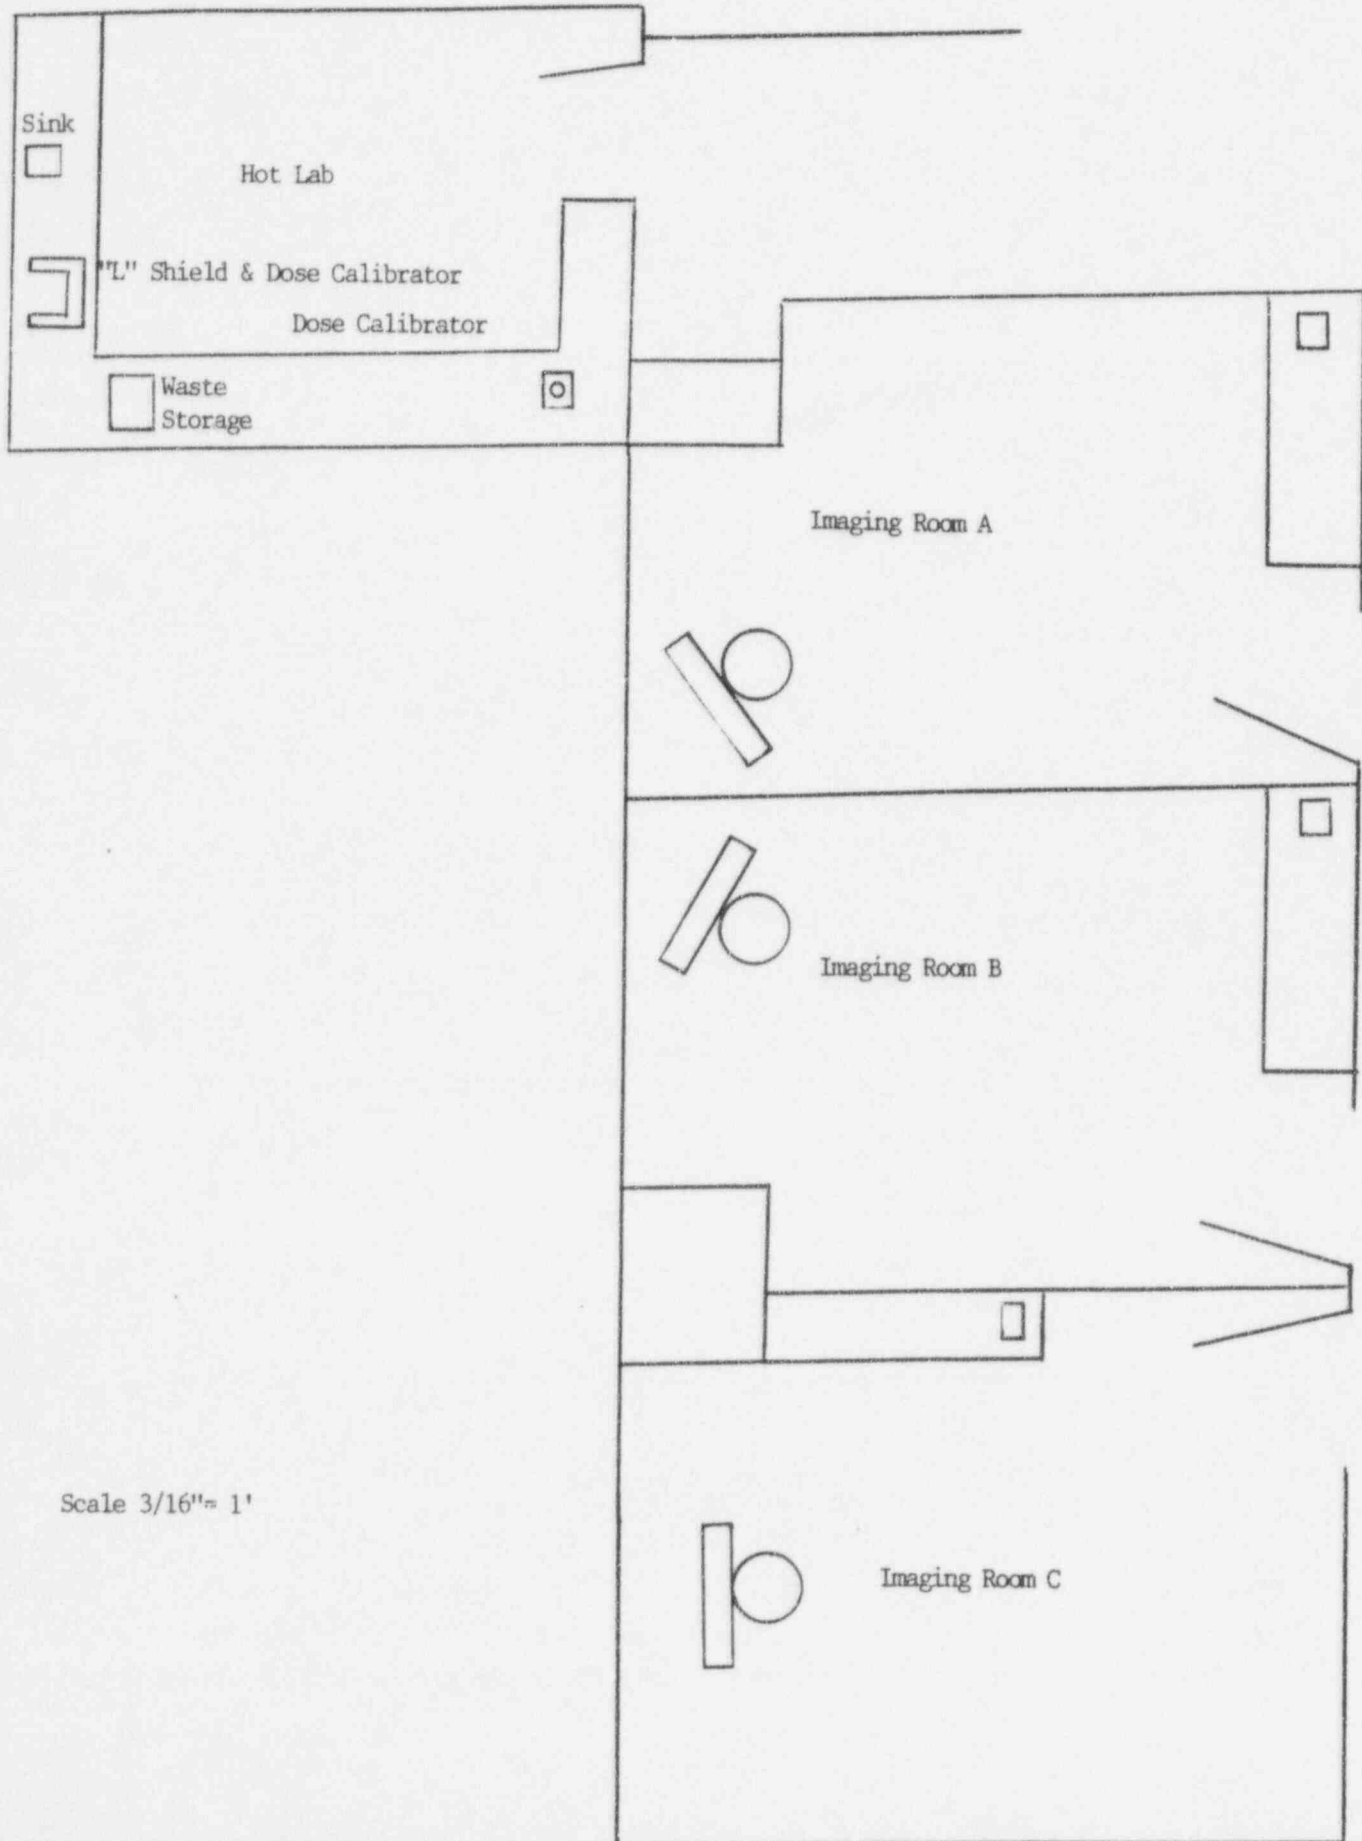 Sink
Hot Lab
"L" Shield & Dose Calibrator
Dose Calibrator
Waste
Storage
Imaging Room A
Imaging Room B
Scale 3/16"= 1'
Imaging Room C